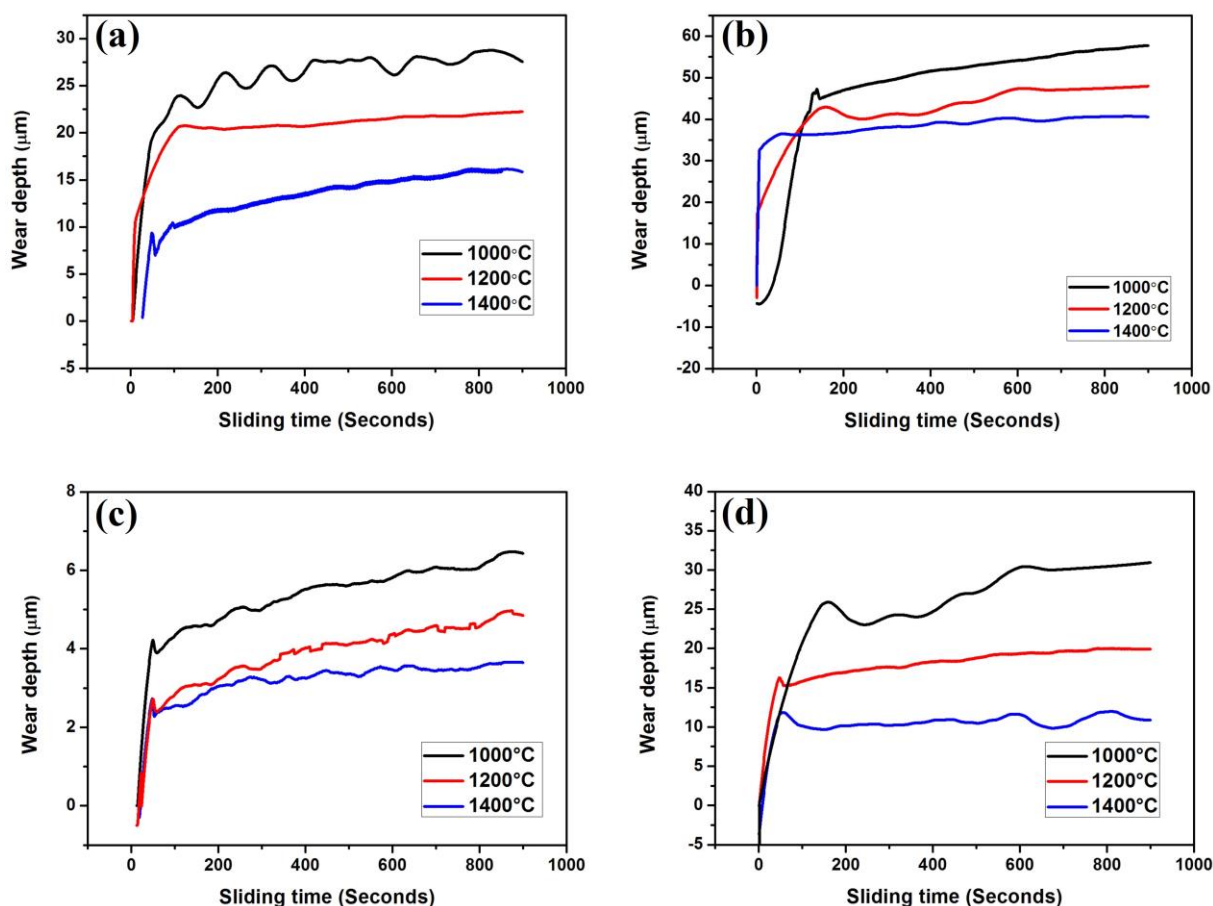 (a)
Wear depth (μm)
30
25
20
15
10
5
0
-5
1000°C
1200°C
1400°C
0 200 400 600 800 1000
Sliding time (Seconds)
(b)
Wear depth (μm)
60
50
40
30
20
10
0
-10
-20
1000°C
1200°C
1400°C
0 200 400 600 800 1000
Sliding time (Seconds)
(c)
Wear depth (μm)
8
6
4
2
0
1000°C
1200°C
1400°C
0 200 400 600 800 1000
Sliding time (Seconds)
(d)
Wear depth (μm)
40
35
30
25
20
15
10
5
0
-5
1000°C
1200°C
1400°C
0 200 400 600 800 1000
Sliding time (Seconds)